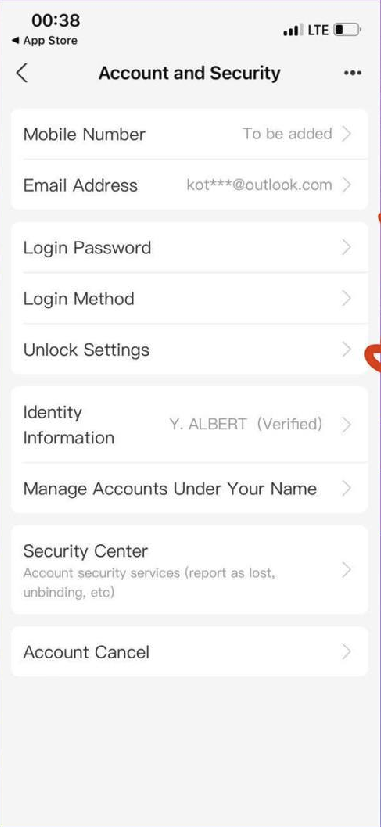 00:38
LTE
◀ App Store
Account and Security
Mobile Number To be added
Email Address kot***@outlook.com
Login Password
Login Method
Unlock Settings
Identity
Information
Y. ALBERT (Verified)
Manage Accounts Under Your Name
Security Center
Account security services (report as lost,
unbinding, etc)
Account Cancel